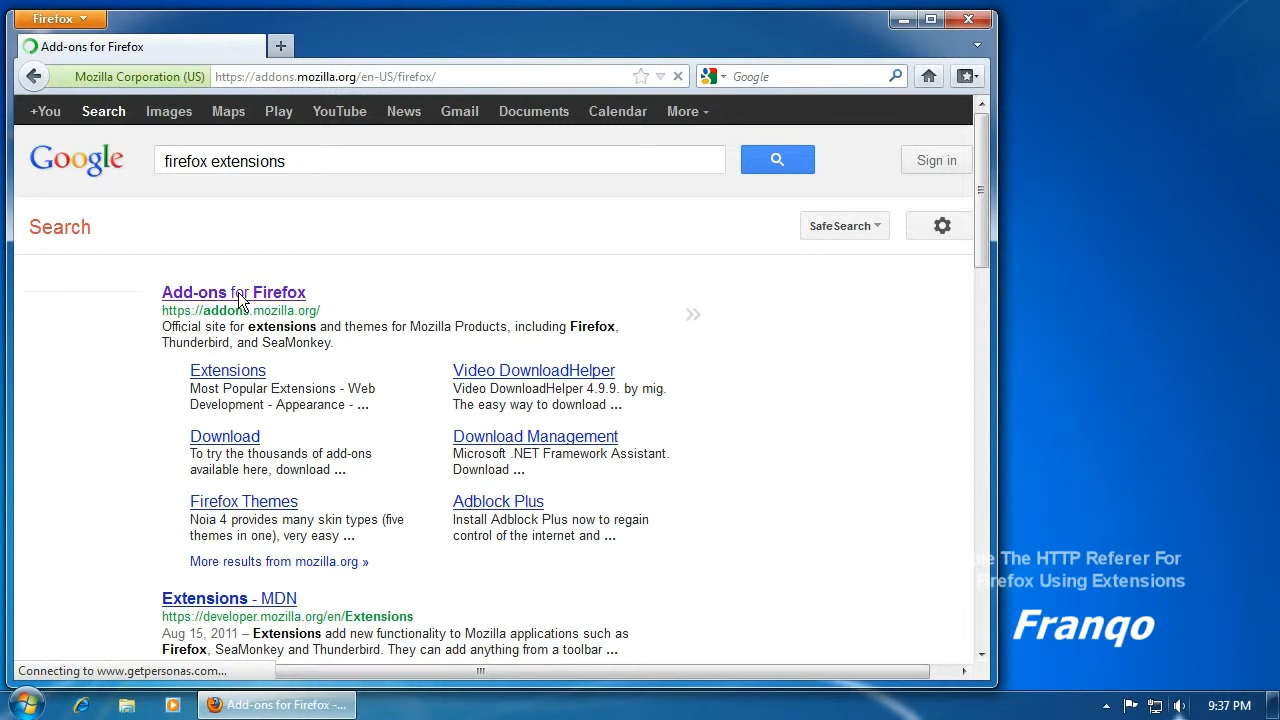 Firefox
Add-ons for Firefox
Mozilla Corporation (US)
https://addons.mozilla.org/en-US/firefox/
Google
+You Search Images Maps Play YouTube News Gmail Documents Calendar More
Google
firefox extensions
Sign in
Search
SafeSearch
Add-ons for Firefox
https://addons.mozilla.org/
Official site for extensions and themes for Mozilla Products, including Firefox,
Thunderbird, and SeaMonkey.
Extensions
Most Popular Extensions - Web
Development - Appearance - ...
Video DownloadHelper
Video DownloadHelper 4.9.9. by mig.
The easy way to download ...
Download
To try the thousands of add-ons
available here, download ...
Download Management
Microsoft .NET Framework Assistant.
Download ...
Firefox Themes
Noia 4 provides many skin types (five
themes in one), very easy ...
Adblock Plus
Install Adblock Plus now to regain
control of the internet and ...
More results from mozilla.org »
Extensions - MDN
https://developer.mozilla.org/en/Extensions
Aug 15, 2011 – Extensions add new functionality to Mozilla applications such as
Firefox, SeaMonkey and Thunderbird. They can add anything from a toolbar ...
Connecting to www.getpersonas.com...
The HTTP Referer For
Firefox Using Extensions
Franqo
Add-ons for Firefox -...
9:37 PM